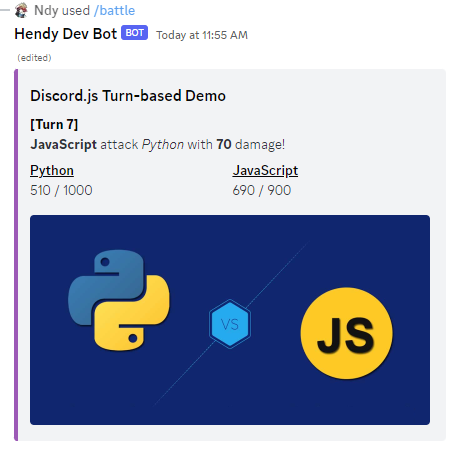 Ndy used /battle
Hendy Dev Bot BOT Today at 11:55 AM
(edited)
Discord.js Turn-based Demo
[Turn 7]
JavaScript attack Python with 70 damage!
Python JavaScript
510 / 1000 690 / 900
VS
JS